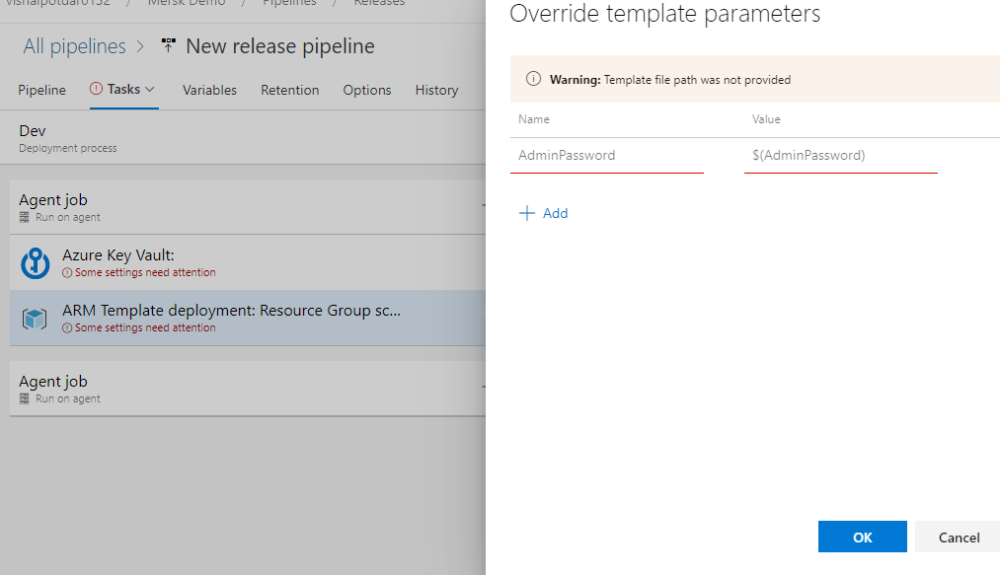 vishalpotdar0152 / Mersk Demo / Pipelines / Releases
All pipelines > New release pipeline
Pipeline Tasks Variables Retention Options History
Dev
Deployment process
Agent job
Run on agent
Azure Key Vault:
Some settings need attention
ARM Template deployment: Resource Group sc...
Some settings need attention
Agent job
Run on agent
Override template parameters
Warning: Template file path was not provided
Name Value
AdminPassword $(AdminPassword)
+ Add
OK Cancel